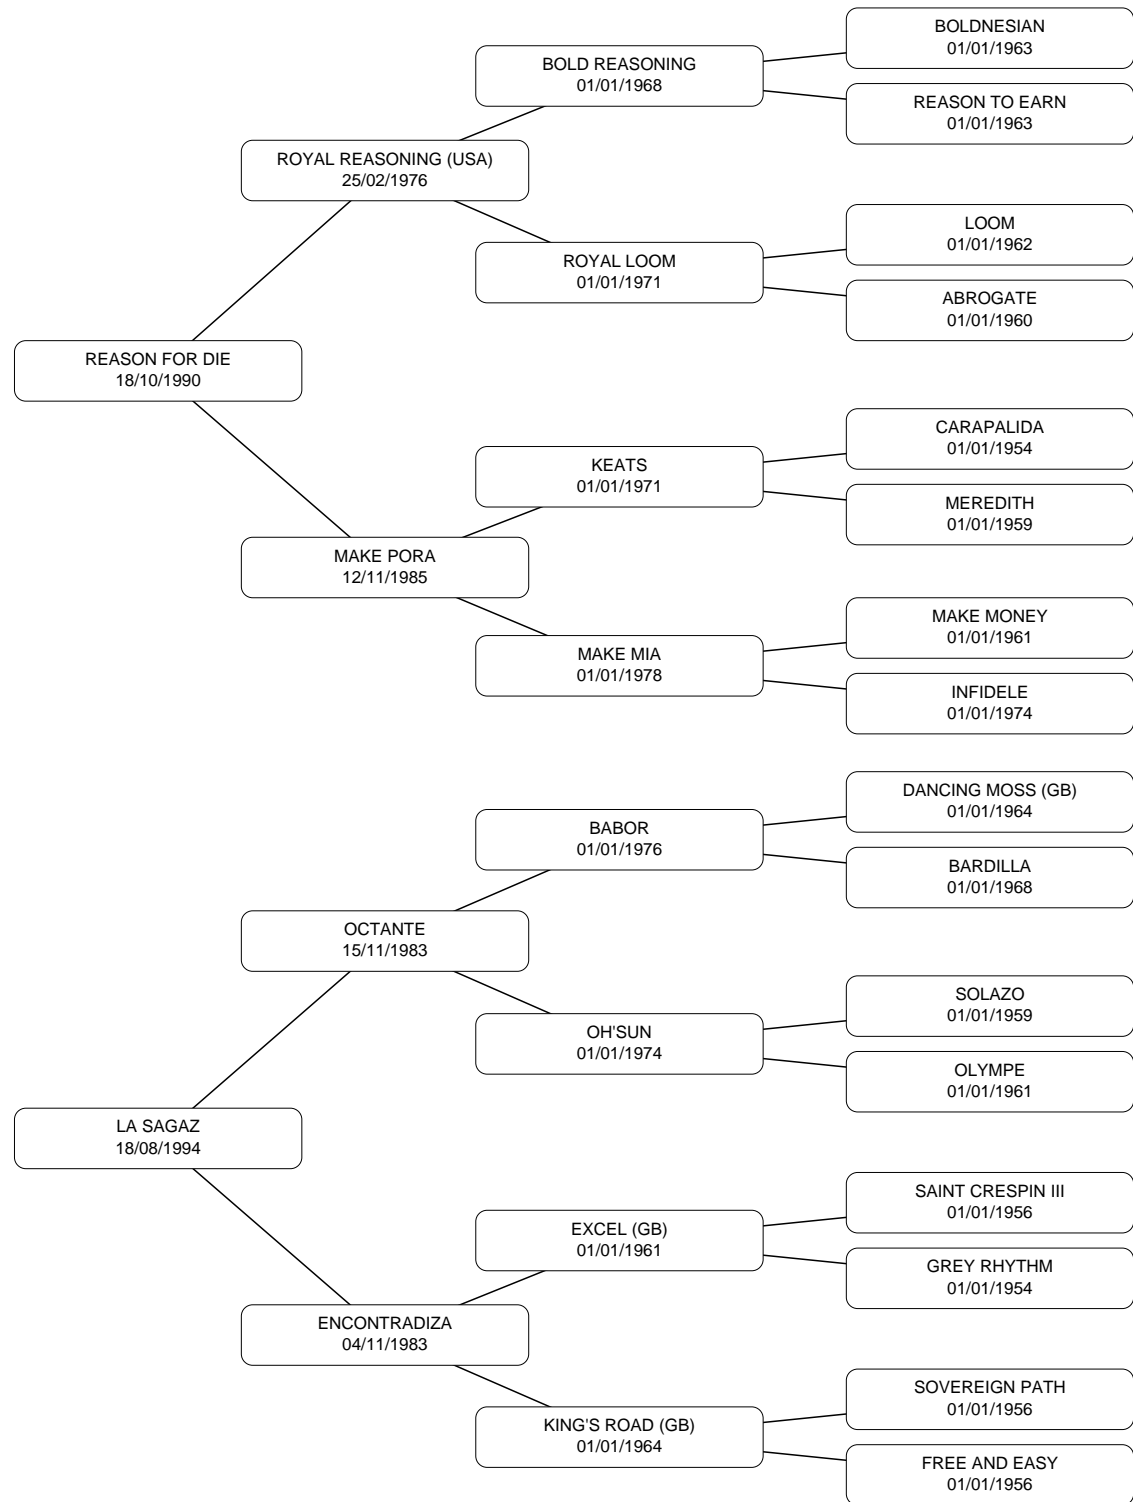 BOLDNESIAN
01/01/1963
BOLD REASONING
01/01/1968
REASON TO EARN
01/01/1963
ROYAL REASONING (USA)
25/02/1976
LOOM
01/01/1962
ROYAL LOOM
01/01/1971
ABROGATE
01/01/1960
REASON FOR DIE
18/10/1990
CARAPALIDA
01/01/1954
KEATS
01/01/1971
MEREDITH
01/01/1959
MAKE PORA
12/11/1985
MAKE MONEY
01/01/1961
MAKE MIA
01/01/1978
INFIDELE
01/01/1974
DANCING MOSS (GB)
01/01/1964
BABOR
01/01/1976
BARDILLA
01/01/1968
OCTANTE
15/11/1983
SOLAZO
01/01/1959
OH'SUN
01/01/1974
OLYMPE
01/01/1961
LA SAGAZ
18/08/1994
SAINT CRESPIN III
01/01/1956
EXCEL (GB)
01/01/1961
GREY RHYTHM
01/01/1954
ENCONTRADIZA
04/11/1983
SOVEREIGN PATH
01/01/1956
KING'S ROAD (GB)
01/01/1964
FREE AND EASY
01/01/1956